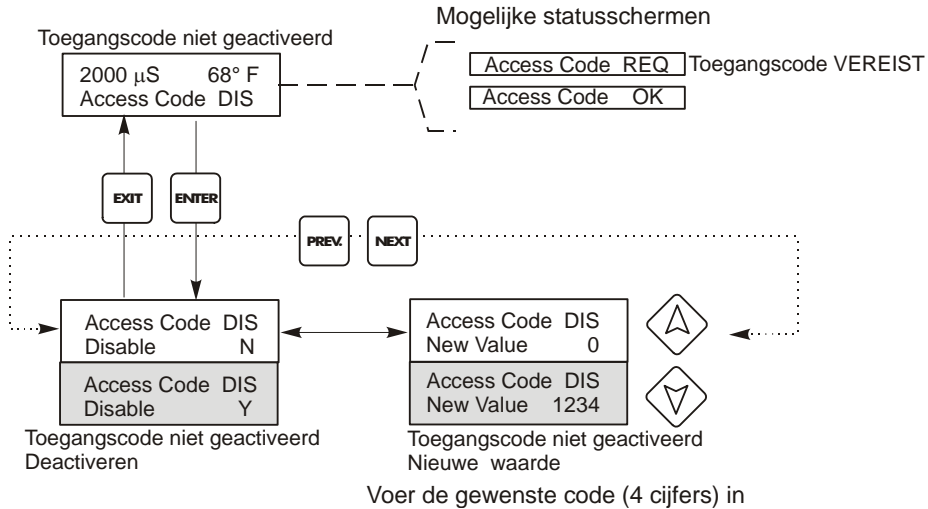 Mogelijke statusschermen
Toegangscode niet geactiveerd
2000 µS 68° F
Access Code DIS
Access Code REQ
Toegangscode VEREIST
Access Code OK
EXIT
ENTER
PREV.
NEXT
Access Code DIS
Disable N
Access Code DIS
Disable Y
Toegangscode niet geactiveerd
Deactiveren
Access Code DIS
New Value 0
Access Code DIS
New Value 1234
Toegangscode niet geactiveerd
Nieuwe waarde
Voer de gewenste code (4 cijfers) in